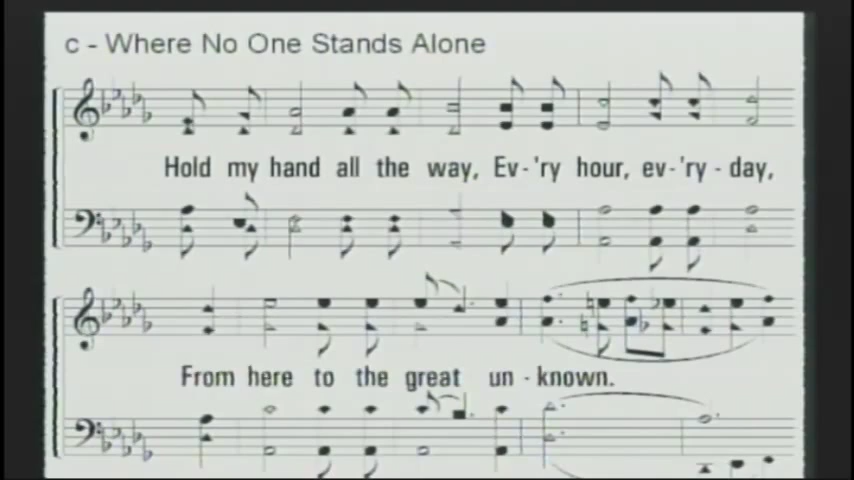 c - Where No One Stands Alone
Hold my hand all the way, Ev-'ry hour, ev-'ry - day,
From here to the great un - known.